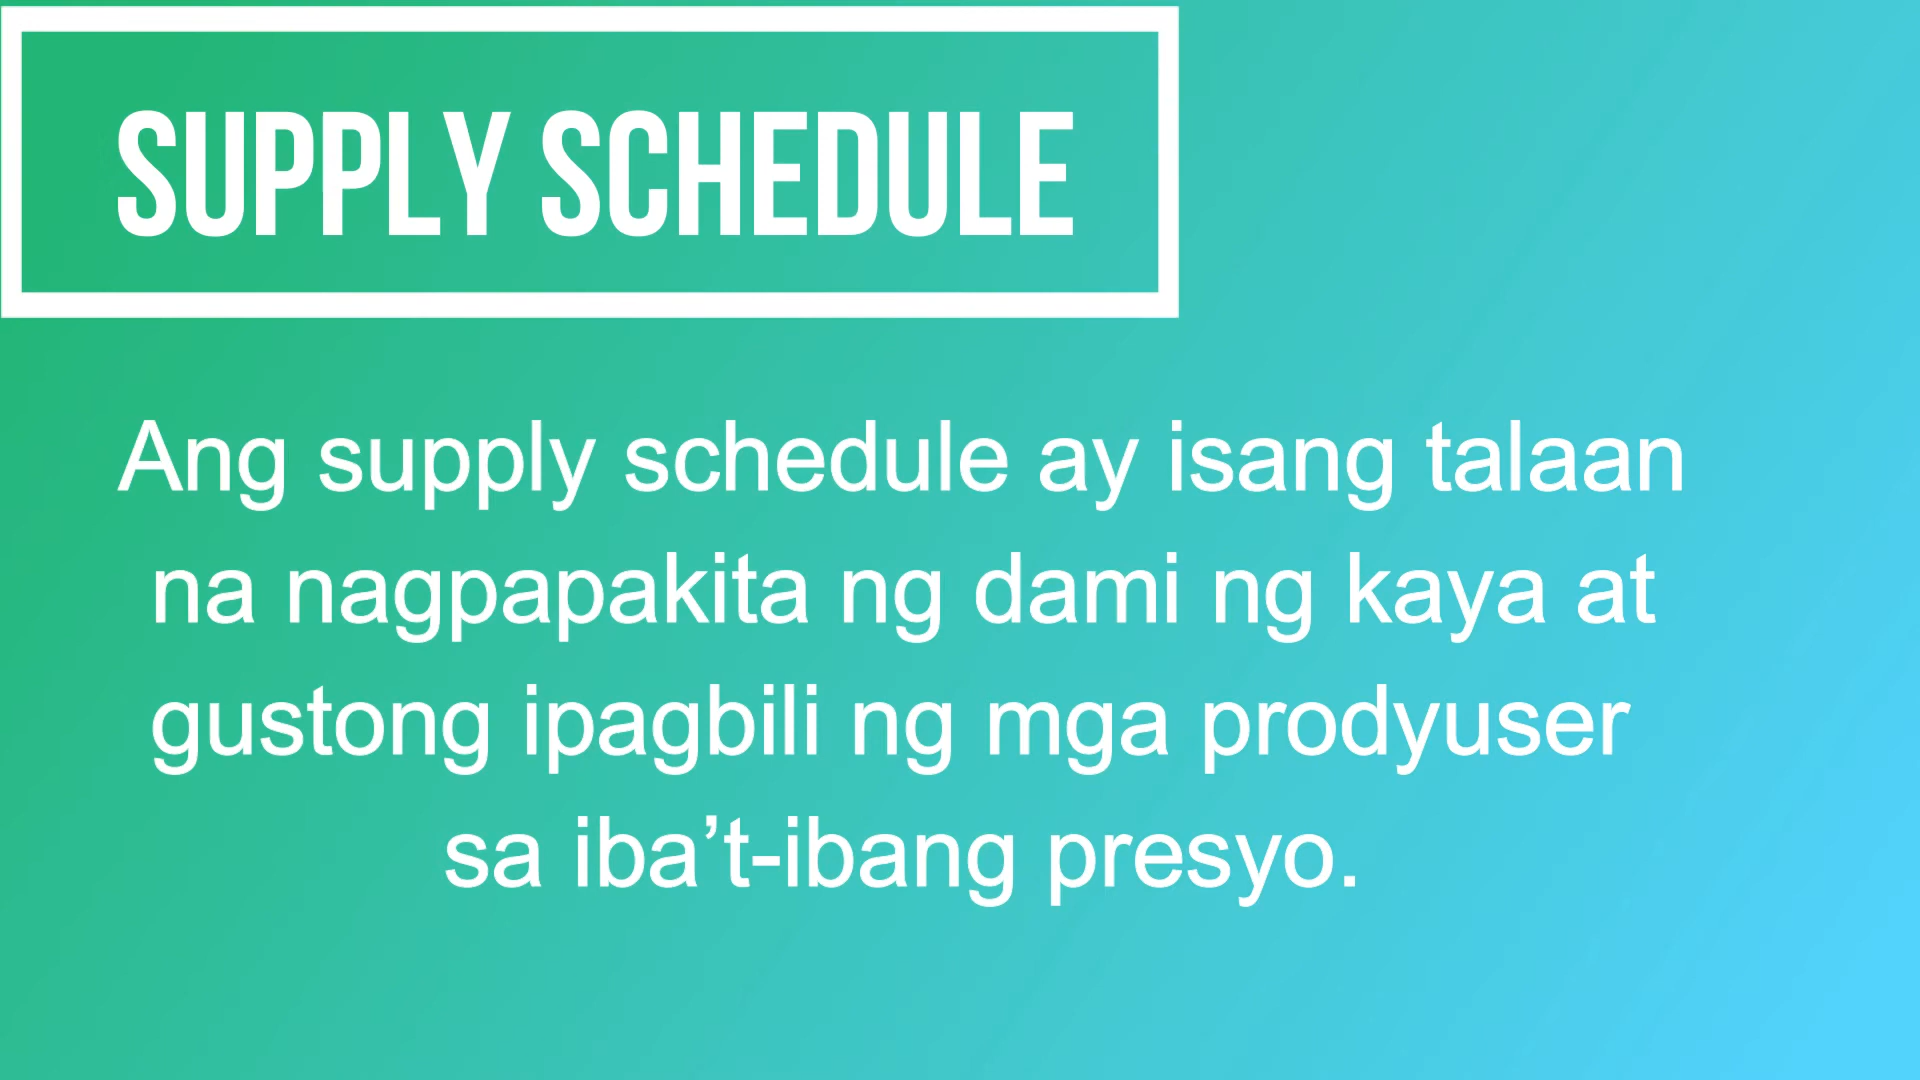 SUPPLY SCHEDULE
Ang supply schedule ay isang talaan
na nagpapakita ng dami ng kaya at
gustong ipagbili ng mga prodyuser
sa iba’t-ibang presyo.